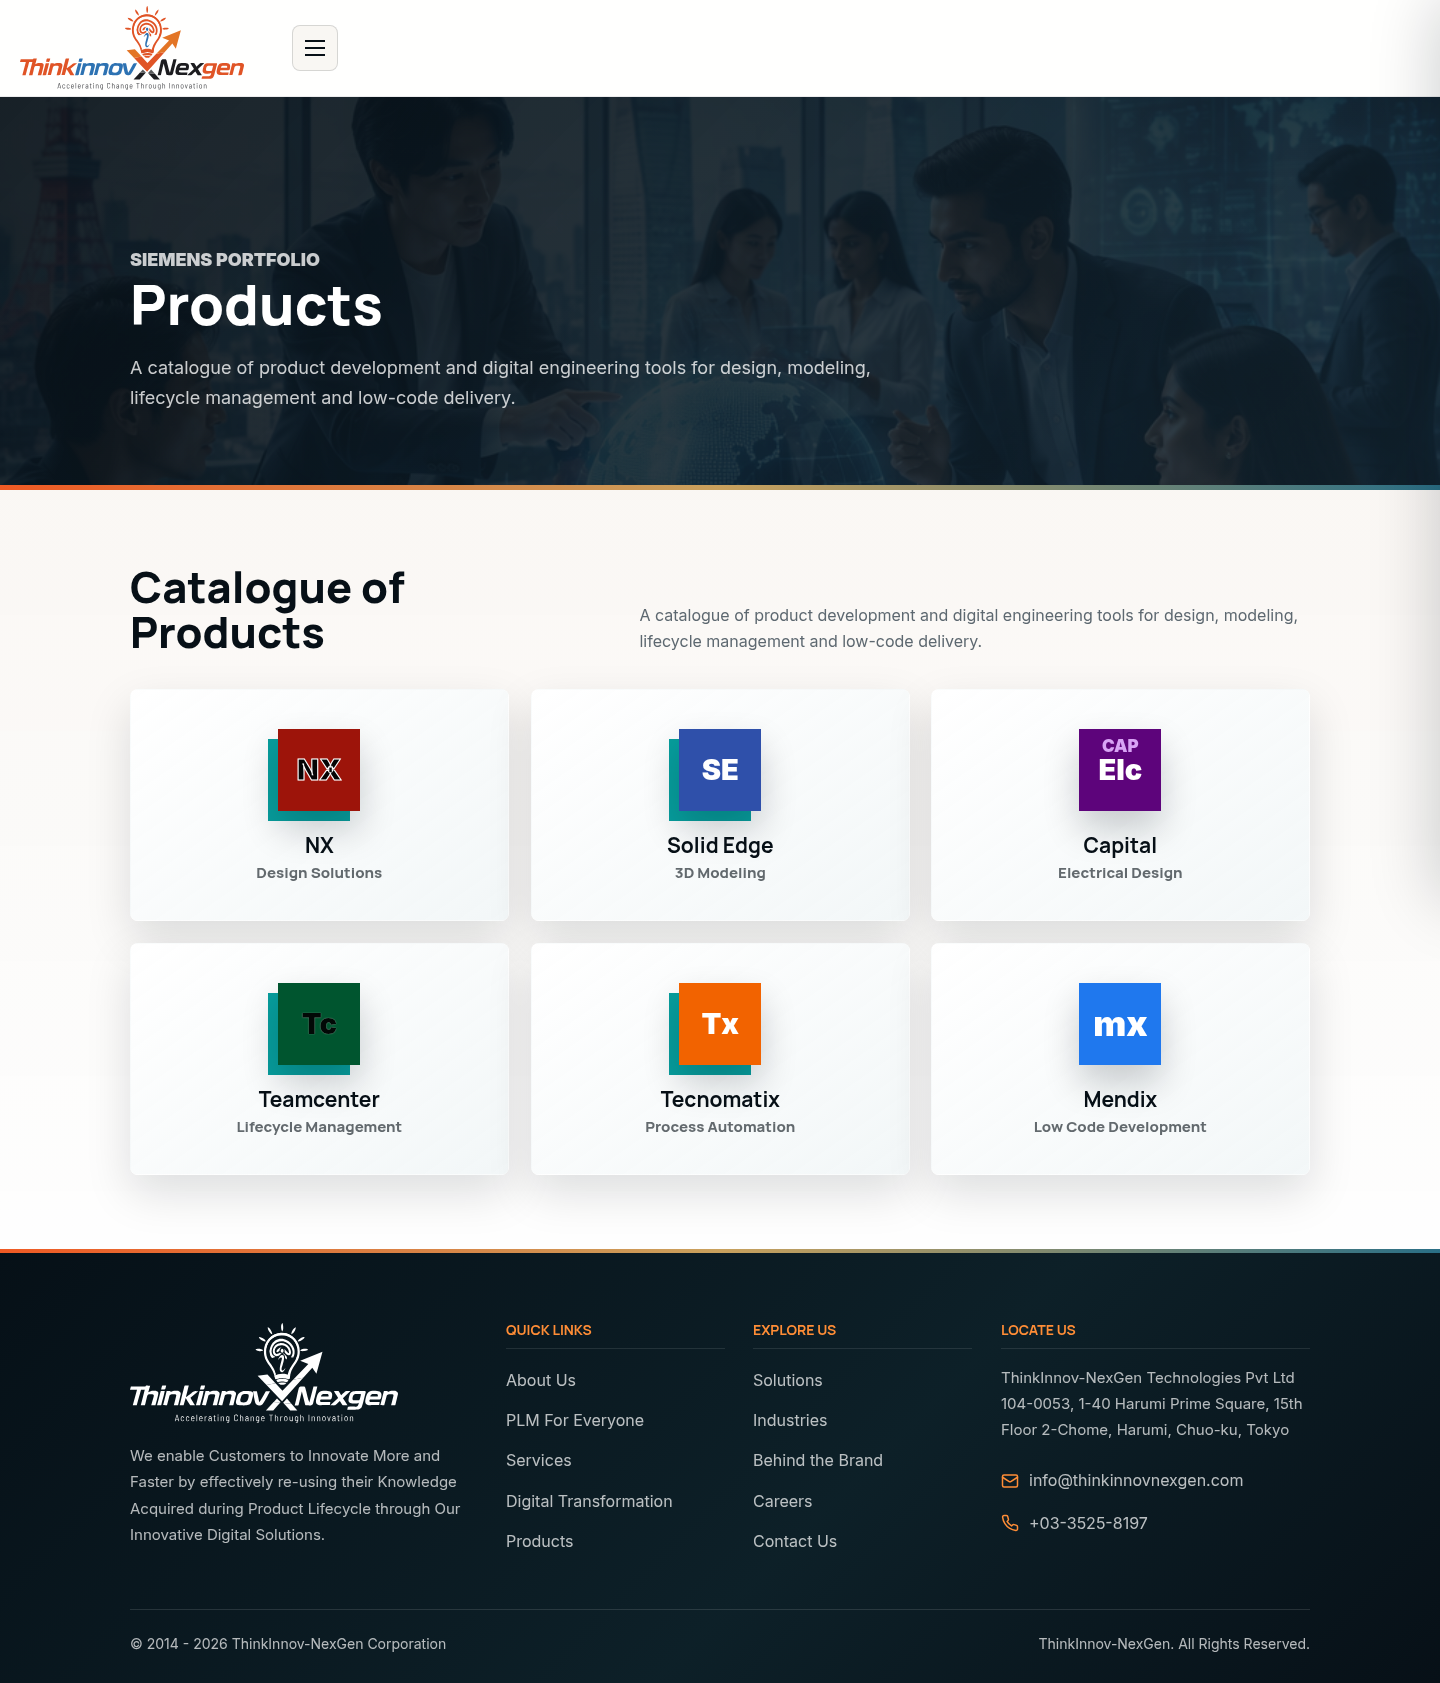 ThinkinnovXNexgen
Accelerating Change Through Innovation
SIEMENS PORTFOLIO
Products
A catalogue of product development and digital engineering tools for design, modeling,
lifecycle management and low-code delivery.
Catalogue of
Products
A catalogue of product development and digital engineering tools for design, modeling,
lifecycle management and low-code delivery.
NX
NX
Design Solutions
SE
Solid Edge
3D Modeling
CAP
Elc
Capital
Electrical Design
Tc
Teamcenter
Lifecycle Management
Tx
Tecnomatix
Process Automation
mx
Mendix
Low Code Development
ThinkinnovXNexgen
Accelerating Change Through Innovation
We enable Customers to Innovate More and
Faster by effectively re-using their Knowledge
Acquired during Product Lifecycle through Our
Innovative Digital Solutions.
QUICK LINKS
About Us
PLM For Everyone
Services
Digital Transformation
Products
EXPLORE US
Solutions
Industries
Behind the Brand
Careers
Contact Us
LOCATE US
ThinkInnov-NexGen Technologies Pvt Ltd
104-0053, 1-40 Harumi Prime Square, 15th
Floor 2-Chome, Harumi, Chuo-ku, Tokyo
info@thinkinnovnexgen.com
+03-3525-8197
© 2014 - 2026 ThinkInnov-NexGen Corporation
ThinkInnov-NexGen. All Rights Reserved.